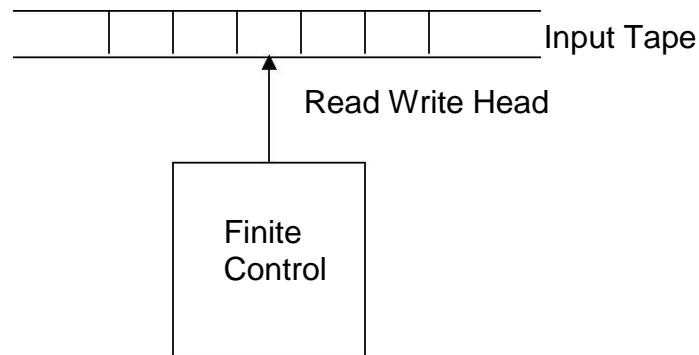 Input Tape
Read Write Head
Finite
Control